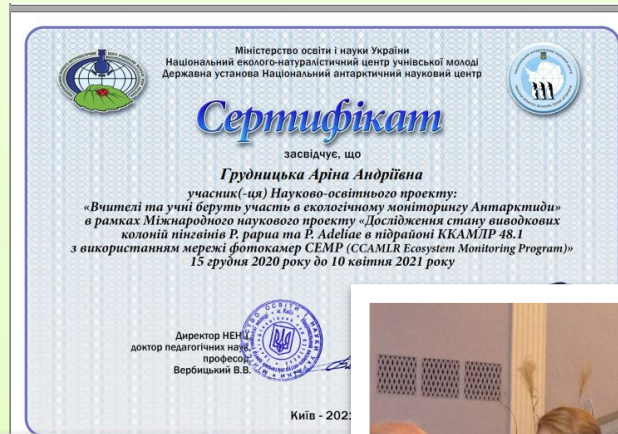 Міністерство освіти і науки України
Національний еколого-натуралістичний центр учнівської молоді
Державна установа Національний антарктичний науковий центр
Сертифікат
засвідчує, що
Грудницька Аріна Андріївна
учасник(-ця) Науково-освітнього проекту:
«Вчителі та учні беруть участь в екологічному моніторингу Антарктиди»
в рамках Міжнародного наукового проекту «Дослідження стану виводкових
колоній пінгвінів P. papua та P. Adeliae в підрайоні ККАМЛР 48.1
з використанням мережі фотокамер CEMP (CCAMLR Ecosystem Monitoring Program)»
15 грудня 2020 року до 10 квітня 2021 року
Директор НЕНЦ
доктор педагогічних наук
професор
Вербицький В.В.
Київ - 202